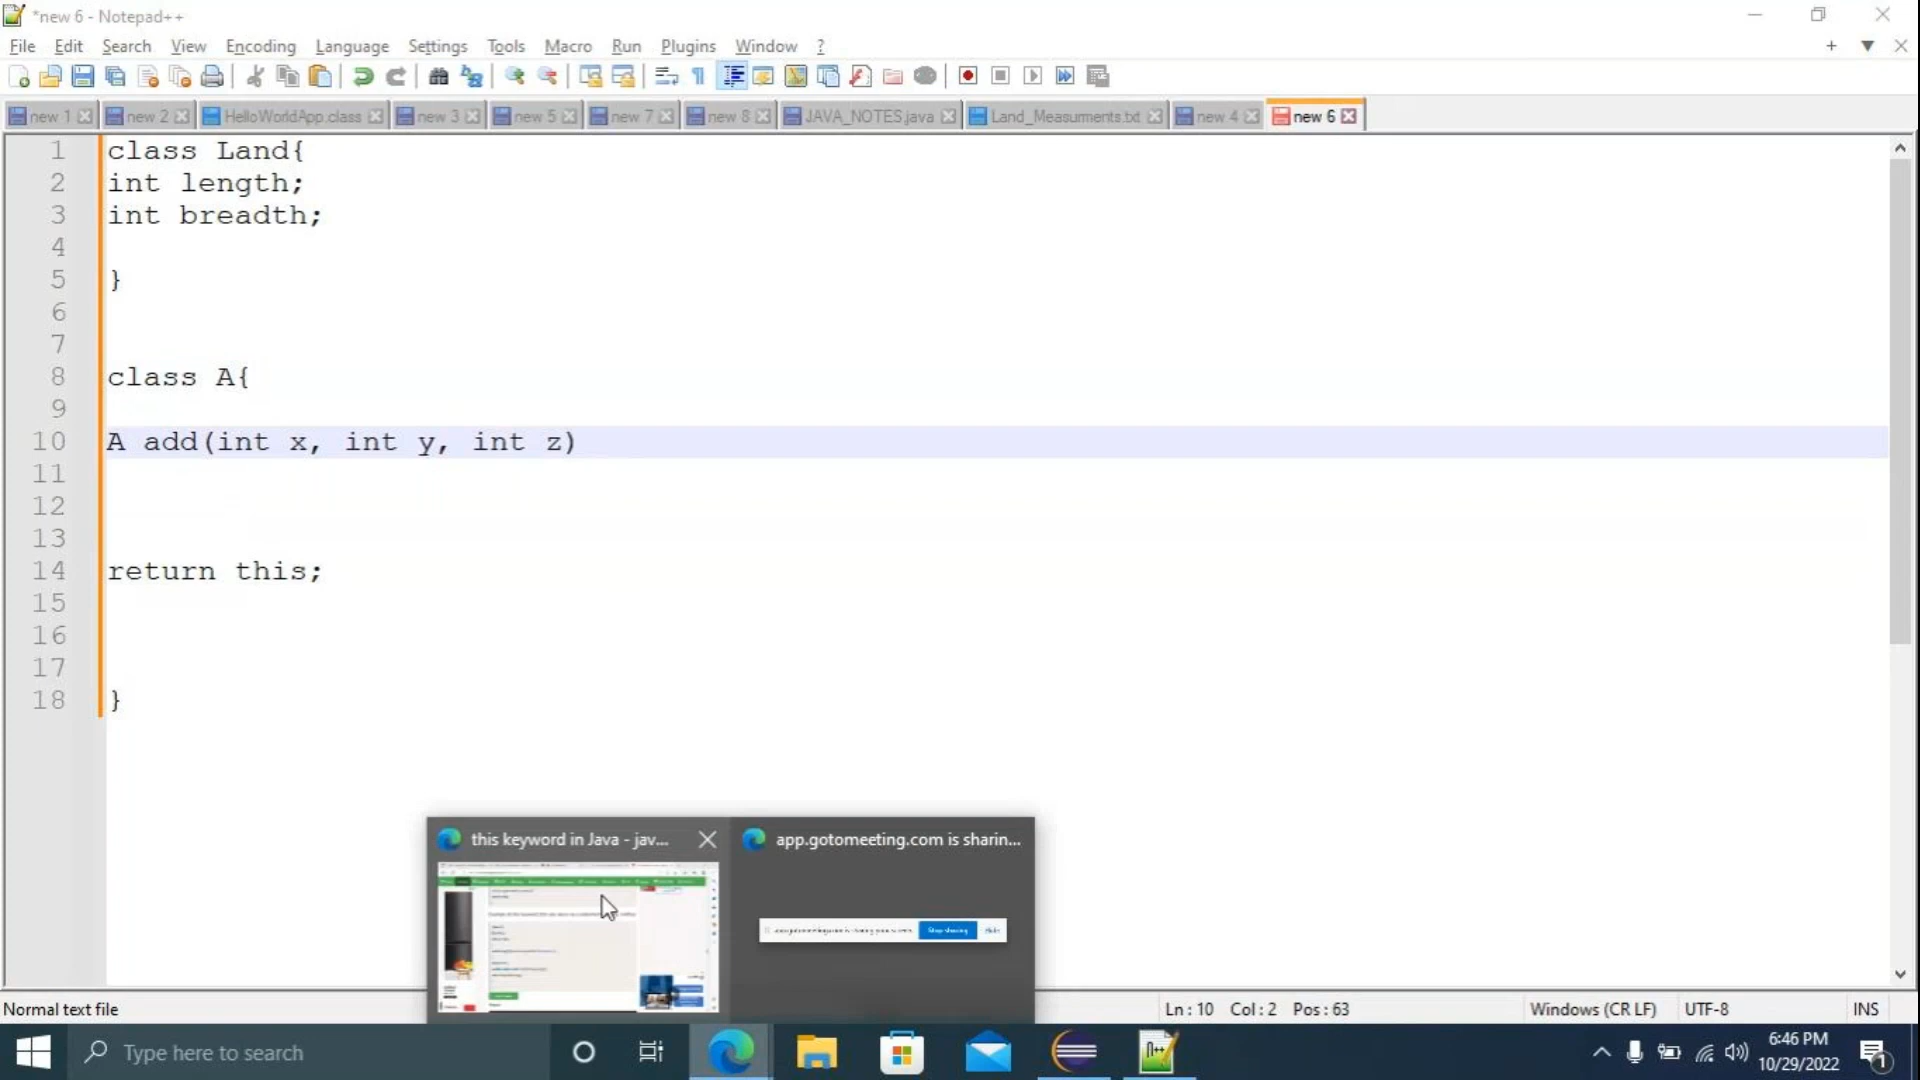 *new 6 - Notepad++
File Edit Search View Encoding Language Settings Tools Macro Run Plugins Window ?
new 1 new 2 HelloWorldApp.class new 3 new 5 new 7 new 8 JAVA_NOTES.java Land_Measurments.txt new 4 new 6
1 class Land{
2 int length;
3 int breadth;
4
5 }
6
7
8 class A{
9
10 A add(int x, int y, int z)
11
12
13
14 return this;
15
16
17
18 }
this keyword in Java - jav... app.gotomeeting.com is sharin...
Stop sharing Hide
Normal text file Ln : 10 Col : 2 Pos : 63 Windows (CR LF) UTF-8 INS
Type here to search
6:46 PM
10/29/2022
1